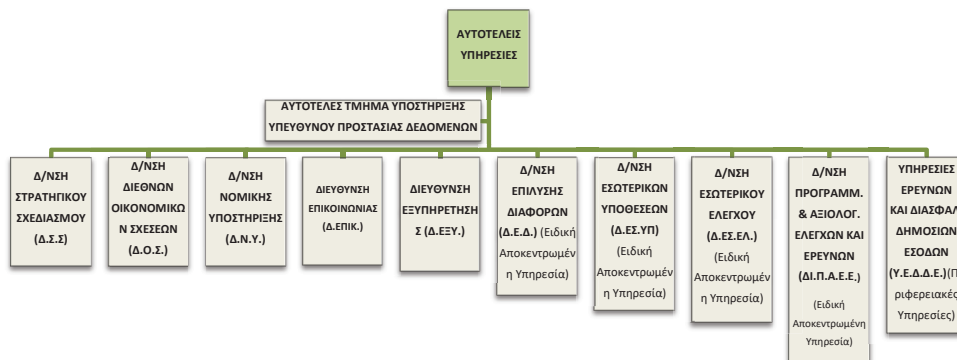 ΑΥΤΟΤΕΛΕΙΣ
ΥΠΗΡΕΣΙΕΣ
ΑΥΤΟΤΕΛΕΣ ΤΜΗΜΑ ΥΠΟΣΤΗΡΙΞΗΣ
ΥΠΕΥΘΥΝΟΥ ΠΡΟΣΤΑΣΙΑΣ ΔΕΔΟΜΕΝΩΝ
Δ/ΝΣΗ
ΣΤΡΑΤΗΓΙΚΟΥ
ΣΧΕΔΙΑΣΜΟΥ
(Δ.Σ.Σ)
Δ/ΝΣΗ
ΔΙΕΘΝΩΝ
ΟΙΚΟΝΟΜΙΚΩ
Ν ΣΧΕΣΕΩΝ
(Δ.Ο.Σ.)
Δ/ΝΣΗ
ΝΟΜΙΚΗΣ
ΥΠΟΣΤΗΡΙΞΗΣ
(Δ.Ν.Υ.)
ΔΙΕΥΘΥΝΣΗ
ΕΠΙΚΟΙΝΩΝΙΑΣ
(Δ.ΕΠΙΚ.)
ΔΙΕΥΘΥΝΣΗ
ΕΞΥΠΗΡΕΤΗΣΗ
Σ (Δ.ΕΞΥ.)
Δ/ΝΣΗ
ΕΠΙΛΥΣΗΣ
ΔΙΑΦΟΡΩΝ
(Δ.Ε.Δ.) (Ειδική
Αποκεντρωμέν
η Υπηρεσία)
Δ/ΝΣΗ
ΕΣΩΤΕΡΙΚΩΝ
ΥΠΟΘΕΣΕΩΝ
(Δ.ΕΣ.ΥΠ)
(Ειδική
Αποκεντρωμέν
η Υπηρεσία)
Δ/ΝΣΗ
ΕΣΩΤΕΡΙΚΟΥ
ΕΛΕΓΧΟΥ
(Δ.ΕΣ.ΕΛ.)
(Ειδική
Αποκεντρωμέν
η Υπηρεσία)
Δ/ΝΣΗ
ΠΡΟΓΡΑΜΜ.
& ΑΞΙΟΛΟΓ.
ΕΛΕΓΧΩΝ ΚΑΙ
ΕΡΕΥΝΩΝ
(ΔΙ.Π.Α.Ε.Ε.)
(Ειδική
Αποκεντρωμένη
Υπηρεσία)
ΥΠΗΡΕΣΙΕΣ
ΕΡΕΥΝΩΝ
ΚΑΙ ΔΙΑΣΦΑΛ
ΔΗΜΟΣΙΩΝ
ΕΣΟΔΩΝ
(Υ.Ε.Δ.Δ.Ε.)(Π
ριφερειακές
Υπηρεσίες)